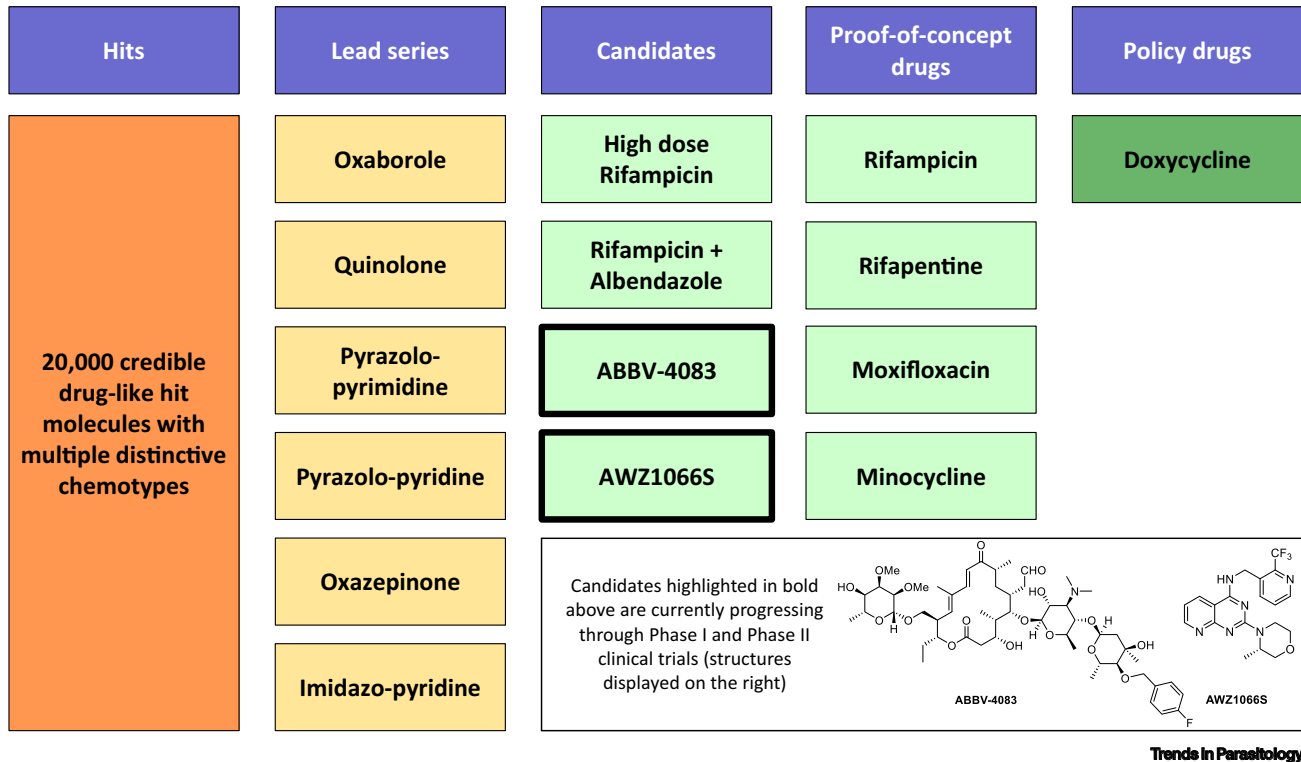 Hits
Lead series
Candidates
Proof-of-concept
drugs
Policy drugs
20,000 credible
drug-like hit
molecules with
multiple distinctive
chemotypes
Oxaborole
Quinolone
Pyrazolo-
pyrimidine
Pyrazolo-pyridine
Oxazepinone
Imidazo-pyridine
High dose
Rifampicin
Rifampicin +
Albendazole
ABBV-4083
AWZ1066S
Rifampicin
Rifapentine
Moxifloxacin
Minocycline
Doxycycline
Candidates highlighted in bold
above are currently progressing
through Phase I and Phase II
clinical trials (structures
displayed on the right)
O
OMe
HO
OMe
O
O
H
O
O
N
CHO
OH
O
HO
N
O
O
H
O
H
O
OH
O
F
ABBV-4083
CF3
HN
N
N
N
N
N
O
AWZ1066S
Trends in Parasitology